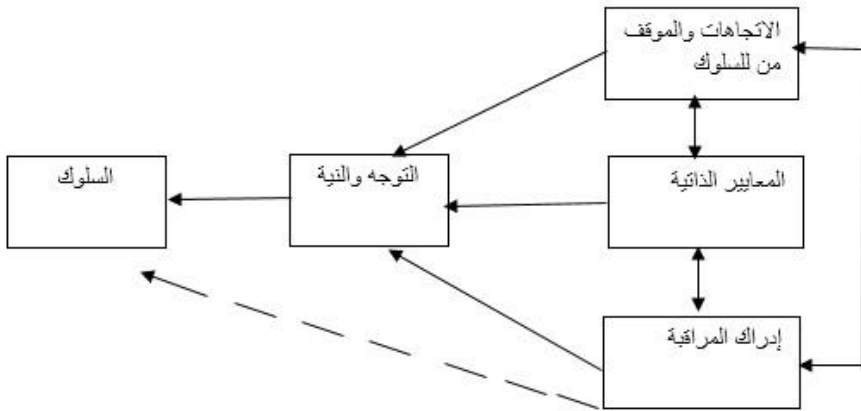 الاتجاهات والموقف
من للسلوك
المعايير الذاتية
التوجه والنية
السلوك
إدراك المراقبة